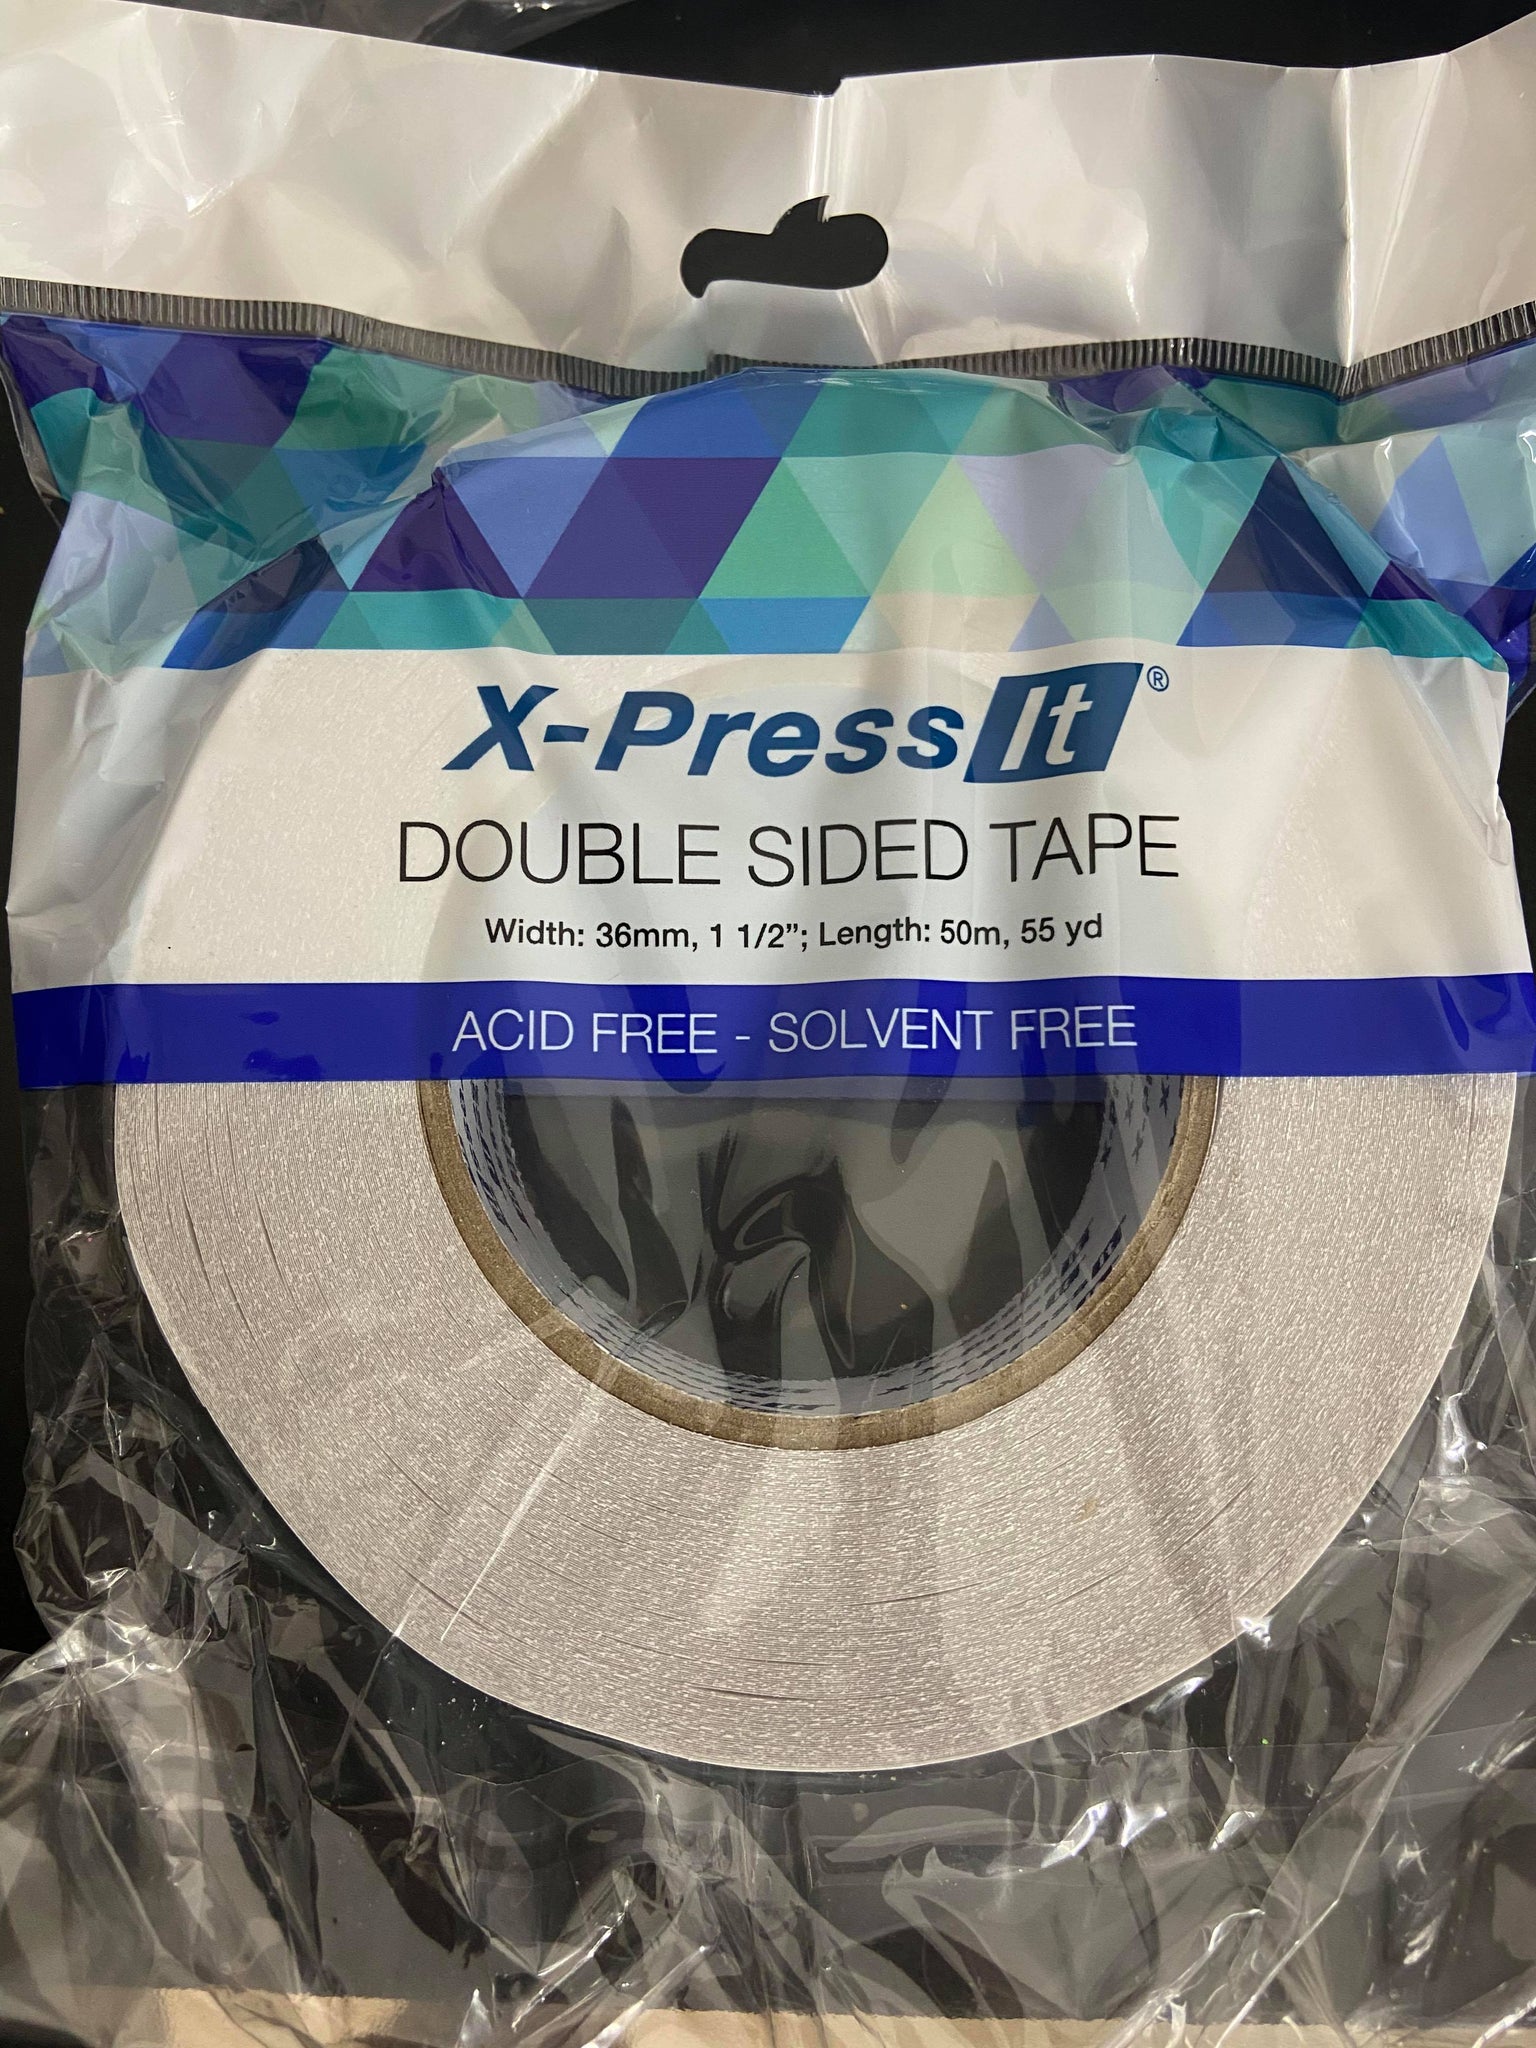 X-Press It®
DOUBLE SIDED TAPE
Width: 36mm, 1 1/2”; Length: 50m, 55 yd
ACID FREE - SOLVENT FREE